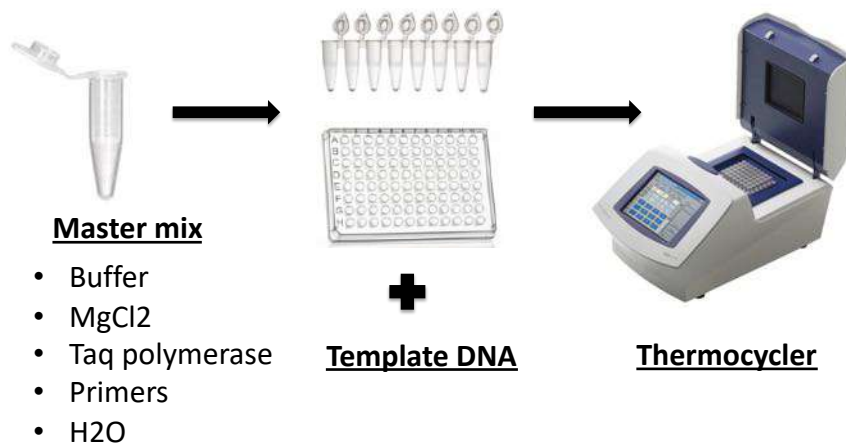 Master mix
• Buffer
• MgCl2
• Taq polymerase
• Primers
• H2O
A
B
C
D
E
F
G
H
Template DNA
Thermocycler